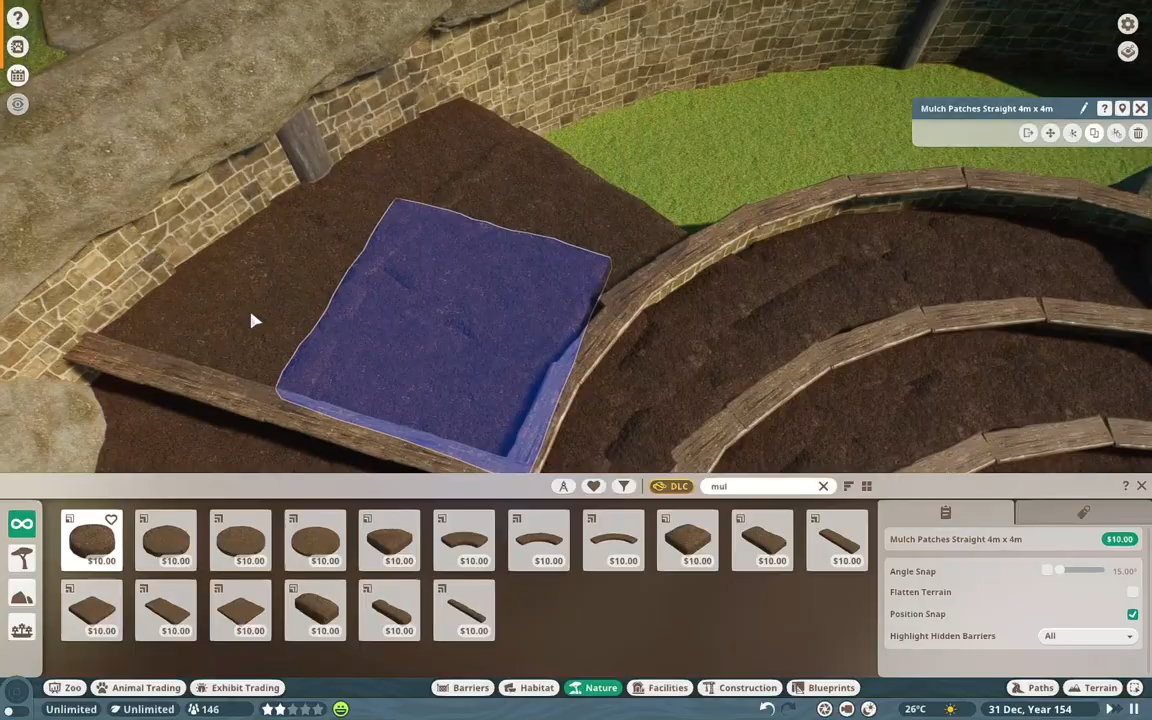 Mulch Patches Straight 4m x 4m
DLC
mul
$10.00 $10.00 $10.00 $10.00 $10.00 $10.00 $10.00 $10.00 $10.00 $10.00 $10.00
$10.00 $10.00 $10.00 $10.00 $10.00 $10.00
Mulch Patches Straight 4m x 4m $10.00
Angle Snap 15.00°
Flatten Terrain
Position Snap
Highlight Hidden Barriers All
Zoo Animal Trading Exhibit Trading Barriers Habitat Nature Facilities Construction Blueprints Paths Terrain
Unlimited Unlimited 146 26°C 31 Dec, Year 154